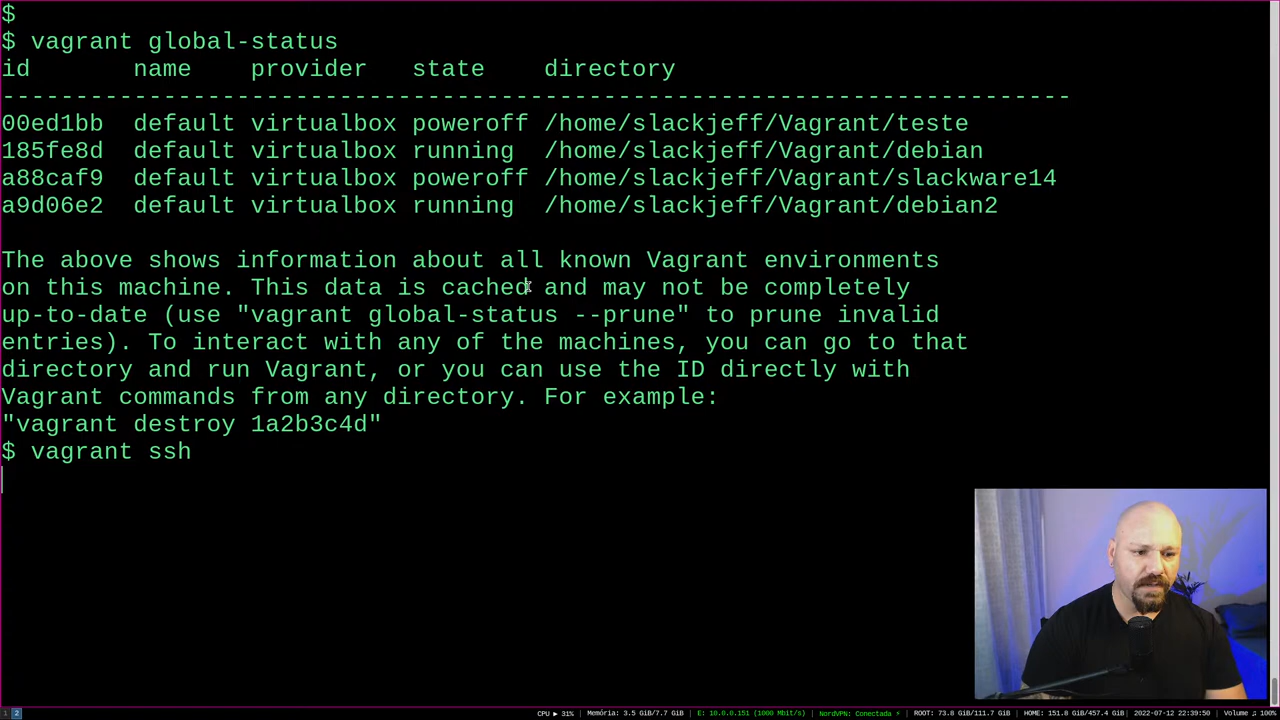 $
$ vagrant global-status
id       name    provider   state    directory
-------------------------------------------------------------------------
00ed1bb  default virtualbox poweroff /home/slackjeff/Vagrant/teste
185fe8d  default virtualbox running  /home/slackjeff/Vagrant/debian
a88caf9  default virtualbox poweroff /home/slackjeff/Vagrant/slackware14
a9d06e2  default virtualbox running  /home/slackjeff/Vagrant/debian2
The above shows information about all known Vagrant environments
on this machine. This data is cached and may not be completely
up-to-date (use "vagrant global-status --prune" to prune invalid
entries). To interact with any of the machines, you can go to that
directory and run Vagrant, or you can use the ID directly with
Vagrant commands from any directory. For example:
"vagrant destroy 1a2b3c4d"
$ vagrant ssh
1 2 CPU ▶ 31% | Memória: 3.5 GiB/7.7 GiB | E: 10.0.0.151 (1000 Mbit/s) | NordVPN: Conectada ⚡ | ROOT: 73.8 GiB/111.7 GiB | HOME: 151.8 GiB/457.4 GiB | 2022-07-12 22:39:50 | Volume ♫ 100%